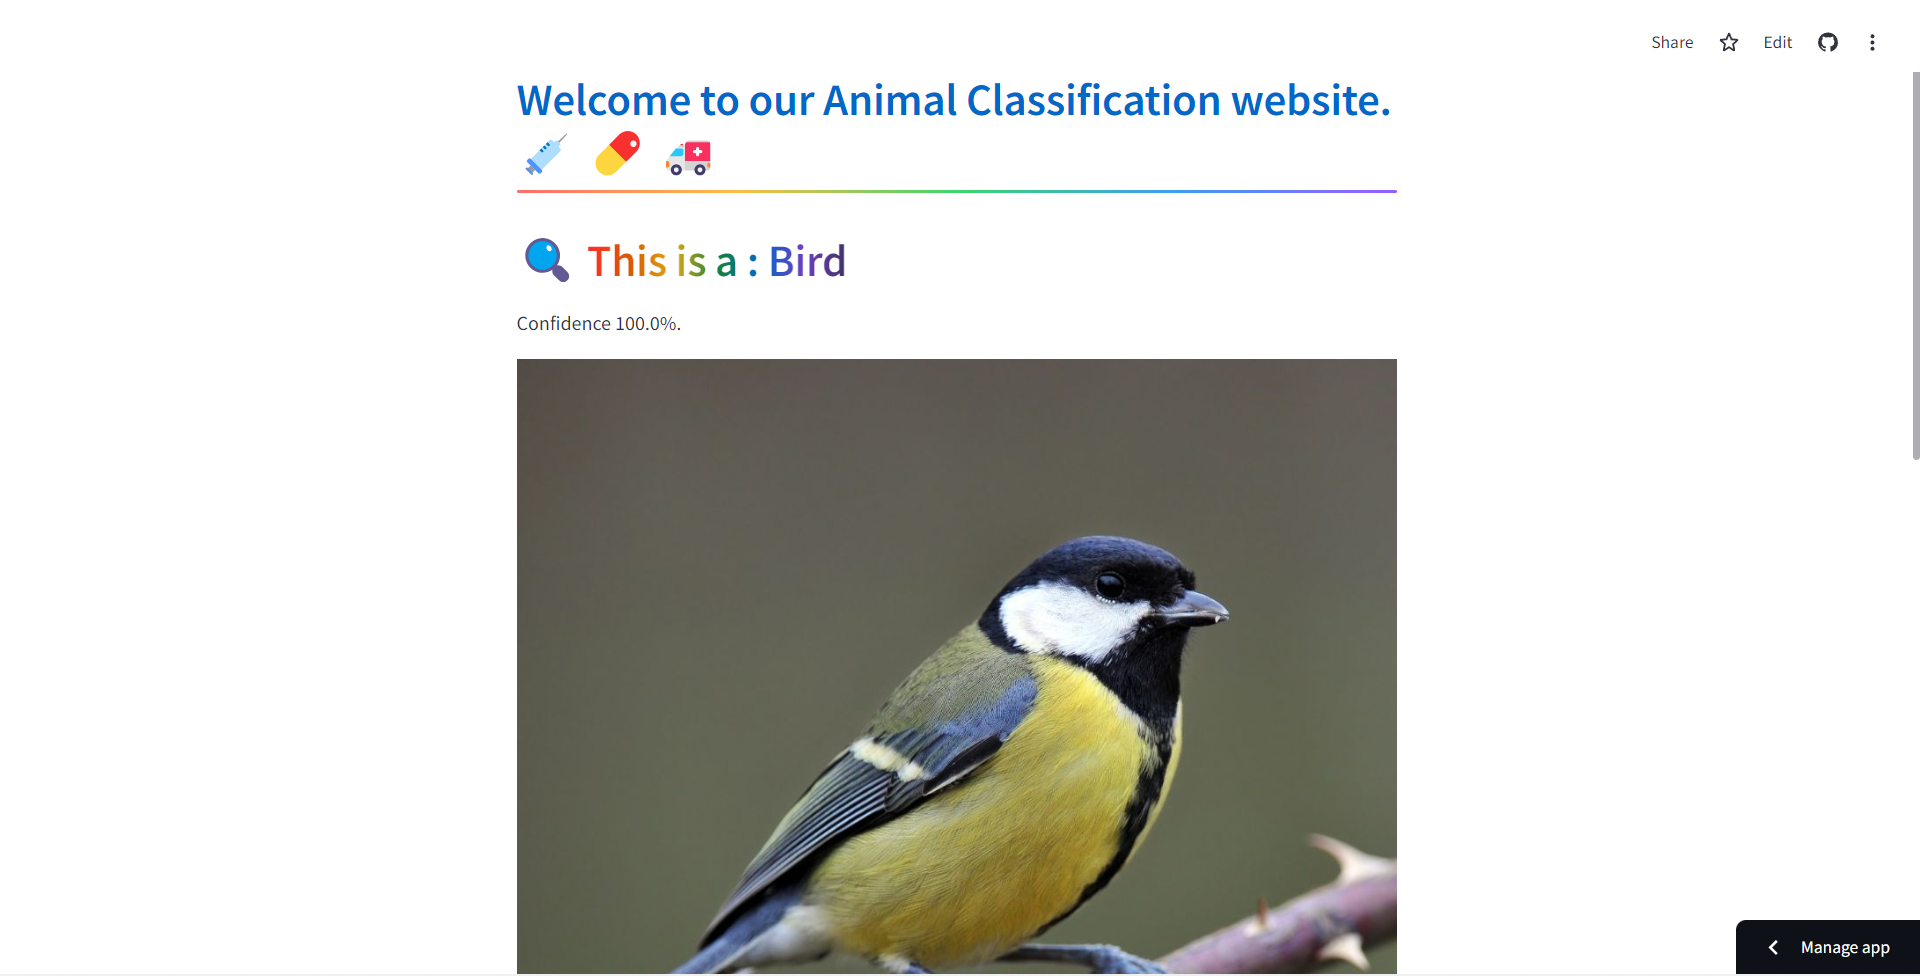 Share Edit
Welcome to our Animal Classification website.
This is a : Bird
Confidence 100.0%.
Manage app